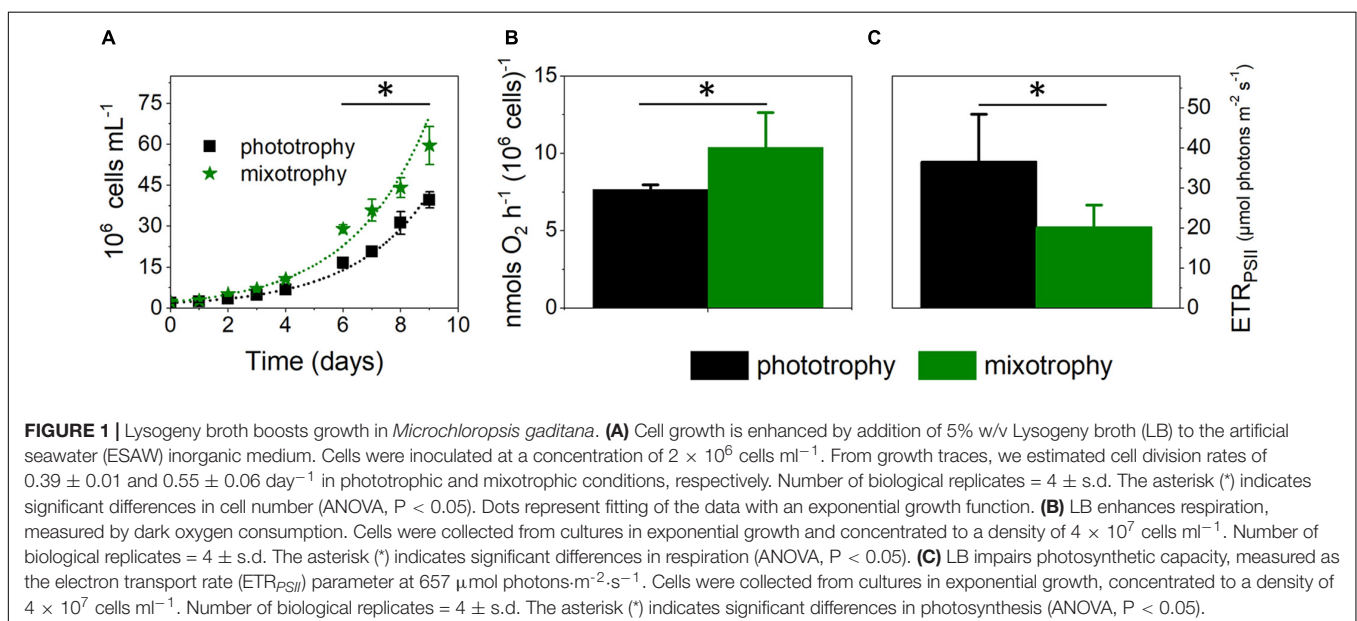 A
B
C
10⁶ cells mL⁻¹
75
60
45
30
15
0
phototrophy
mixotrophy
*
0
2
4
6
8
10
Time (days)
nmols O₂ h⁻¹ (10⁶ cells)⁻¹
15
10
5
0
*
*
50
40
30
20
10
0
ETR_PSII (μmol photons m⁻² s⁻¹)
phototrophy
mixotrophy
FIGURE 1 | Lysogeny broth boosts growth in Microchloropsis gaditana. (A) Cell growth is enhanced by addition of 5% w/v Lysogeny broth (LB) to the artificial
seawater (ESAW) inorganic medium. Cells were inoculated at a concentration of 2 × 10⁶ cells ml⁻¹. From growth traces, we estimated cell division rates of
0.39 ± 0.01 and 0.55 ± 0.06 day⁻¹ in phototrophic and mixotrophic conditions, respectively. Number of biological replicates = 4 ± s.d. The asterisk (*) indicates
significant differences in cell number (ANOVA, P < 0.05). Dots represent fitting of the data with an exponential growth function. (B) LB enhances respiration,
measured by dark oxygen consumption. Cells were collected from cultures in exponential growth and concentrated to a density of 4 × 10⁷ cells ml⁻¹. Number of
biological replicates = 4 ± s.d. The asterisk (*) indicates significant differences in respiration (ANOVA, P < 0.05). (C) LB impairs photosynthetic capacity, measured as
the electron transport rate (ETR_PSII) parameter at 657 μmol photons·m⁻²·s⁻¹. Cells were collected from cultures in exponential growth, concentrated to a density of
4 × 10⁷ cells ml⁻¹. Number of biological replicates = 4 ± s.d. The asterisk (*) indicates significant differences in photosynthesis (ANOVA, P < 0.05).